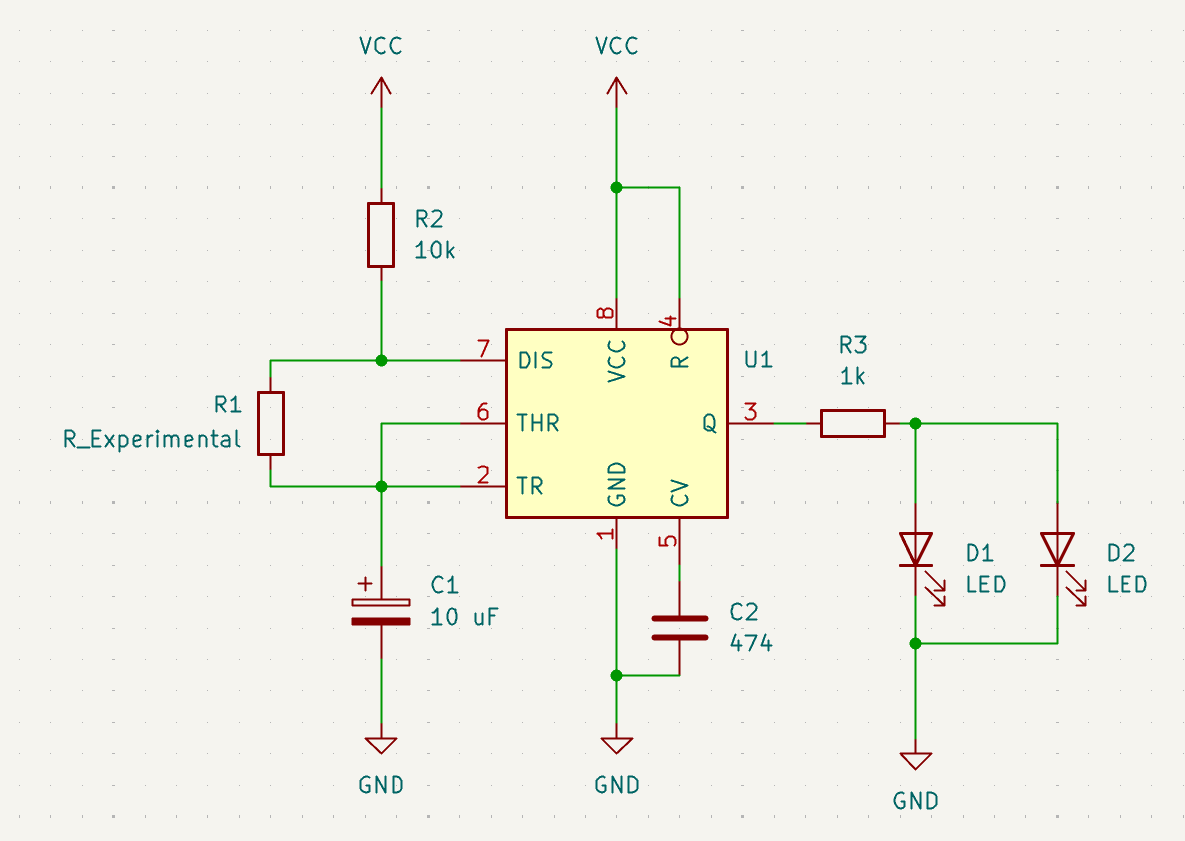 VCC
VCC
R2
10k
8
4
7
DIS
VCC
R
U1
R3
1k
R1
R_Experimental
6
THR
Q
3
2
TR
GND
CV
1
5
+
C1
10 uF
C2
474
D1
LED
D2
LED
GND
GND
GND